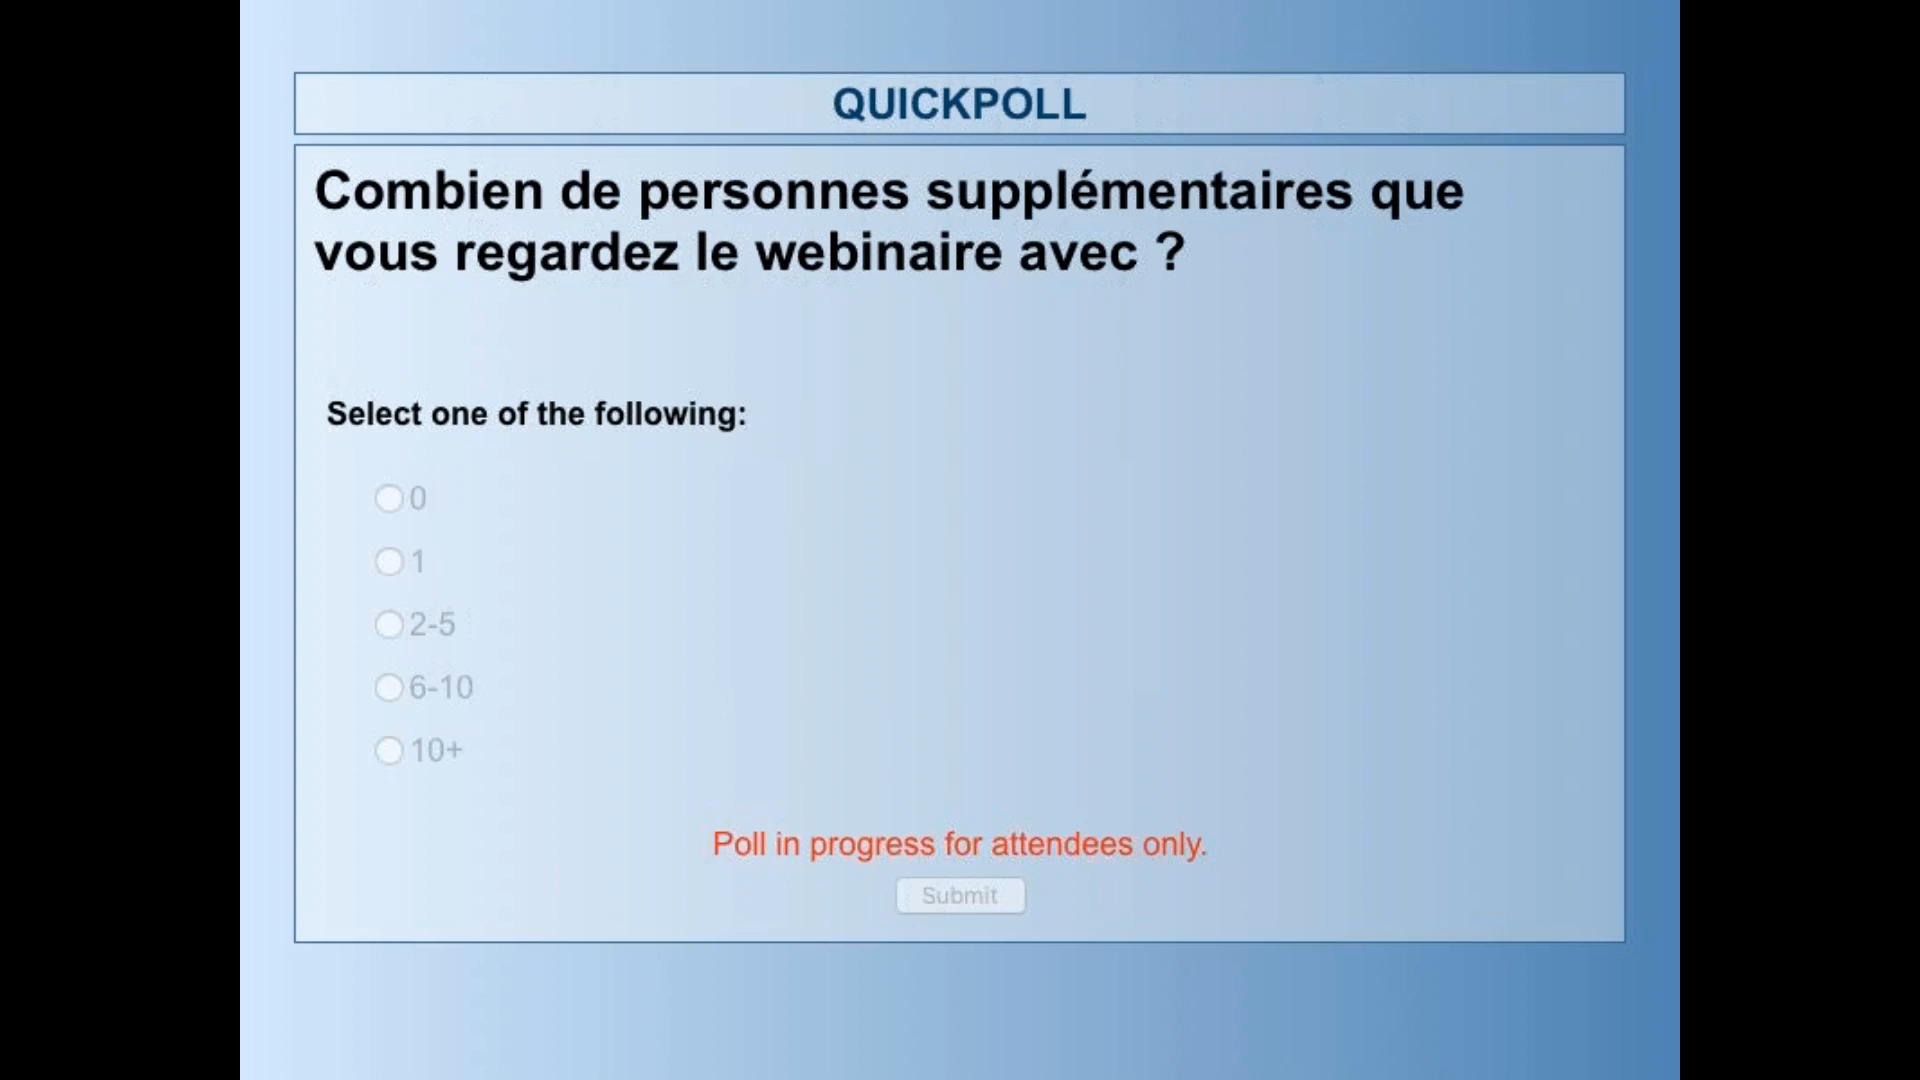 QUICKPOLL
Combien de personnes supplémentaires que
vous regardez le webinaire avec ?
Select one of the following:
0
1
2-5
6-10
10+
Poll in progress for attendees only.
Submit